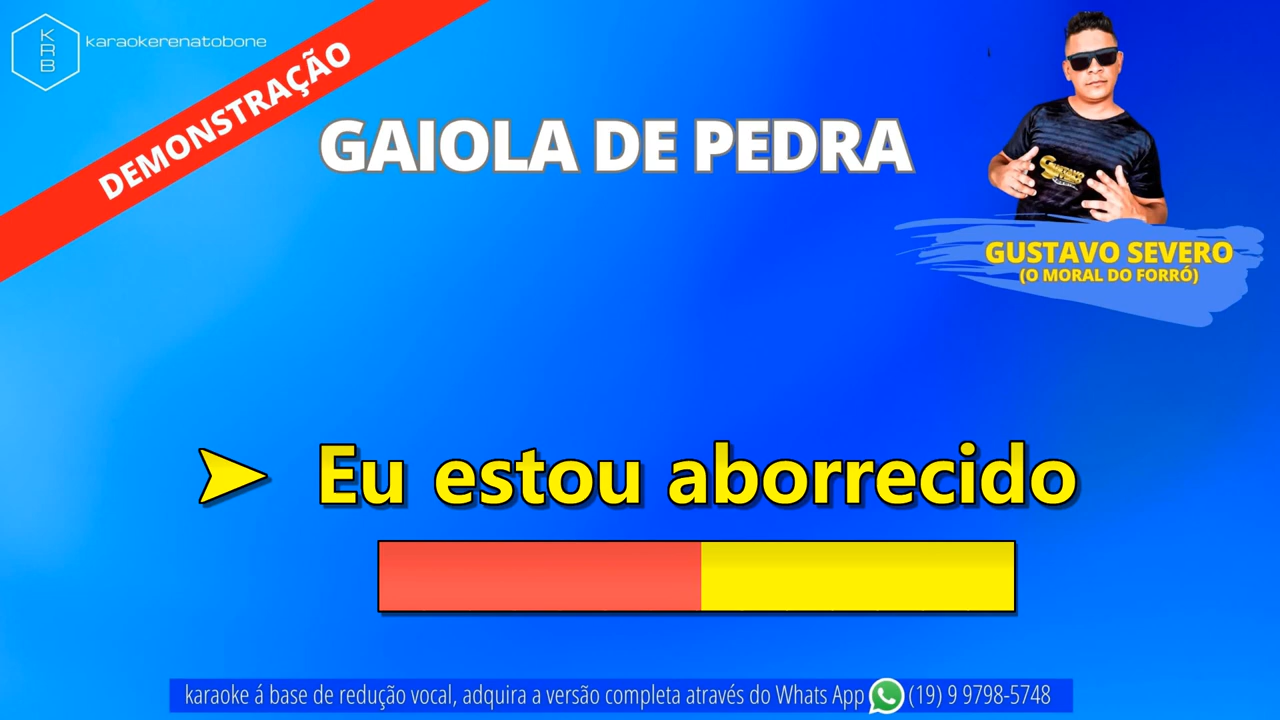 KRB
karaokerenatobone
DEMONSTRAÇÃO
GAIOLA DE PEDRA
GUSTAVO SEVERO
(O MORAL DO FORRÓ)
➤ Eu estou aborrecido
karaoke á base de redução vocal, adquira a versão completa através do Whats App (19) 9 9798-5748